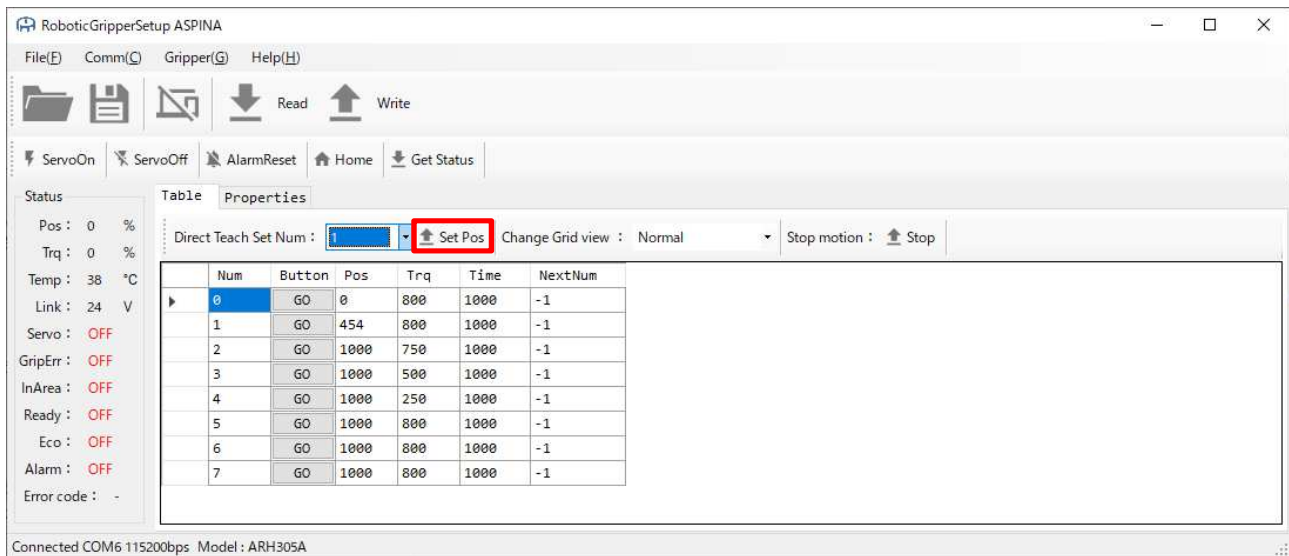 RoboticGripperSetup ASPINA
File(F) Comm(C) Gripper(G) Help(H)
Read Write
ServoOn ServoOff AlarmReset Home Get Status
Status
Pos : 0 %
Trq : 0 %
Temp : 38 °C
Link : 24 V
Servo : OFF
GripErr : OFF
InArea : OFF
Ready : OFF
Eco : OFF
Alarm : OFF
Error code : -
Table Properties
Direct Teach Set Num : 1 Set Pos Change Grid view : Normal Stop motion : Stop
Num Button Pos Trq Time NextNum
0 GO 0 800 1000 -1
1 GO 454 800 1000 -1
2 GO 1000 750 1000 -1
3 GO 1000 500 1000 -1
4 GO 1000 250 1000 -1
5 GO 1000 800 1000 -1
6 GO 1000 800 1000 -1
7 GO 1000 800 1000 -1
Connected COM6 115200bps Model : ARH305A